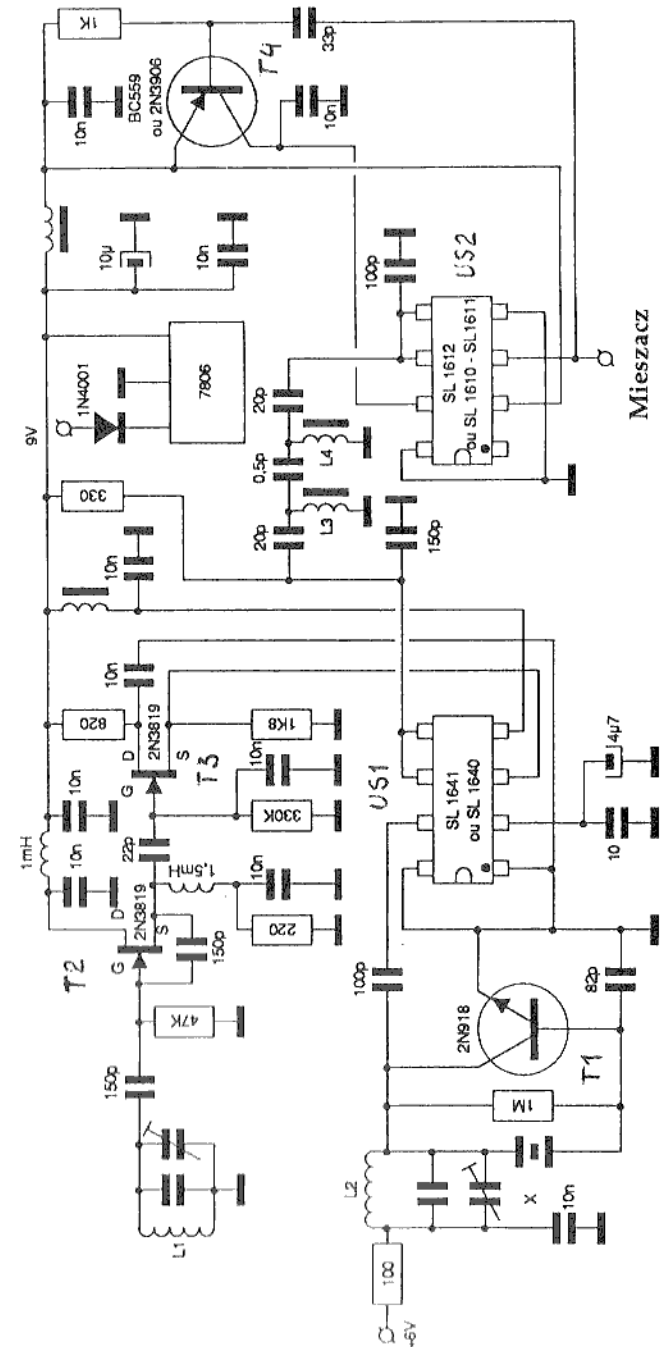 1K
33p
T4
BC559
ou 2N3906
10n
10n
10µ
10n
100p
US2
SL 1612
ou SL 1610 - SL1611
Mieszacz
1N4001
7806
9V
20p
0,5p
20p
L4
L3
330
150p
10n
10n
820
D
2N3819
G
S
T3
1K8
10n
330K
US1
SL 1641
ou SL 1640
4µ7
10
1mH
10n
10n
22p
D
2N3819
G
S
T2
1,5mH
10n
220
150p
47K
150p
L1
100p
2N918
T1
82p
1M
L2
X
10n
100
+6V